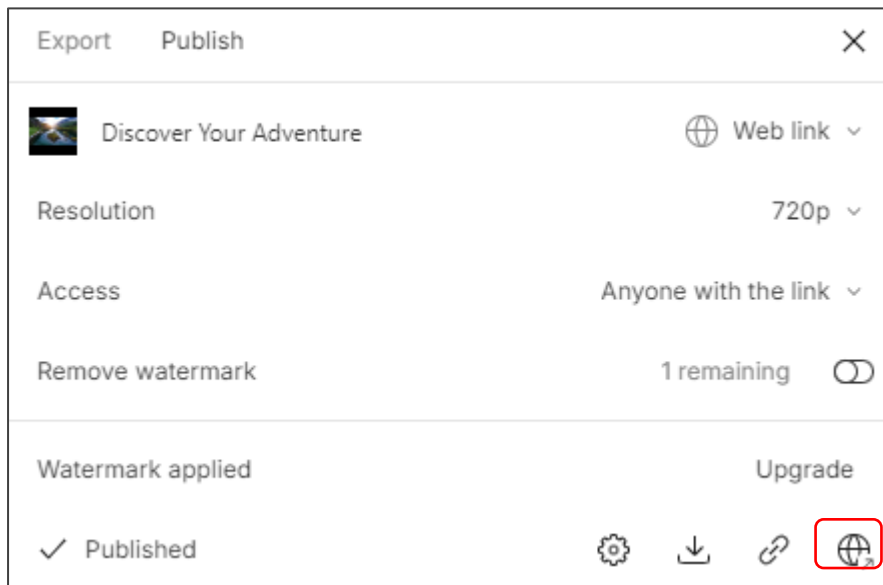 Export Publish
Discover Your Adventure Web link
Resolution 720p
Access Anyone with the link
Remove watermark 1 remaining
Watermark applied Upgrade
Published